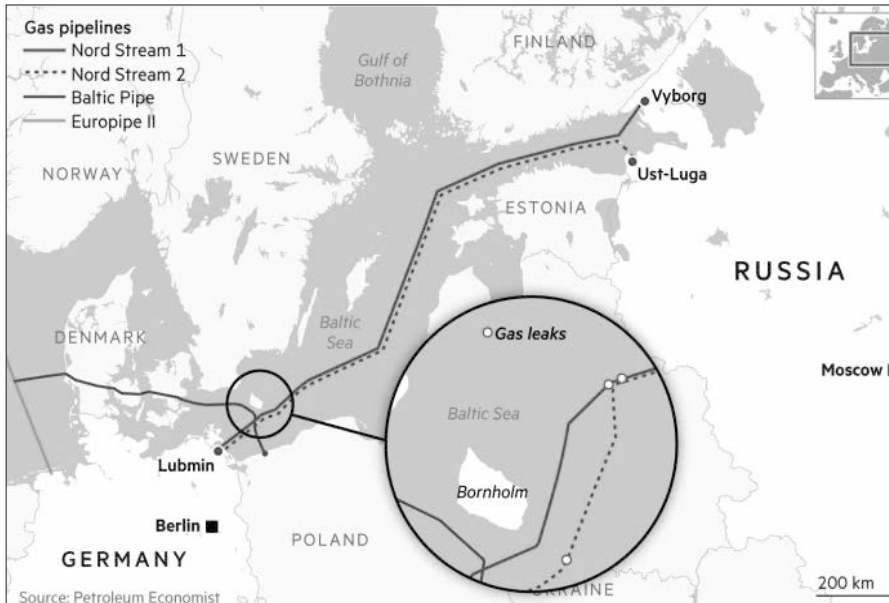 Gas pipelines
Nord Stream 1
Nord Stream 2
Baltic Pipe
Europipe II
Gulf of
Bothnia
FINLAND
Vyborg
SWEDEN
NORWAY
Ust-Luga
ESTONIA
RUSSIA
Baltic
Sea
DENMARK
Gas leaks
Moscow
Baltic Sea
Lubmin
Bornholm
Berlin
POLAND
GERMANY
UKRAINE
200 km
Source: Petroleum Economist